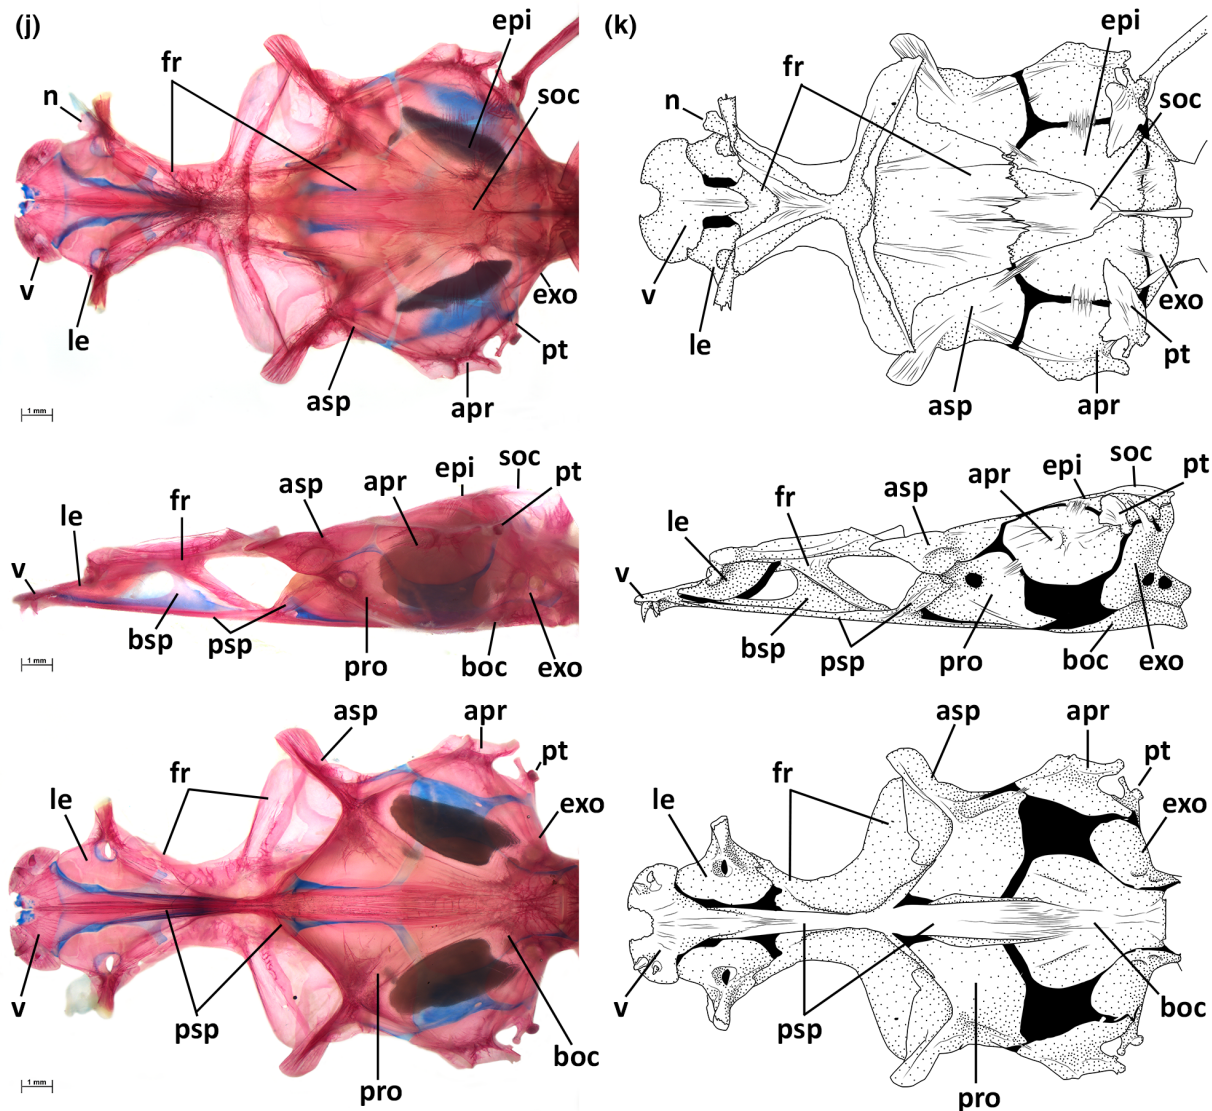 (j)
epi
fr
soc
n
v
le
exo
pt
asp
apr
1 mm
(k)
epi
fr
soc
n
v
le
exo
pt
asp
apr
soc
epi
pt
apr
asp
fr
le
v
bsp
psp
pro
boc
exo
1 mm
soc
epi
pt
apr
asp
fr
le
v
bsp
psp
pro
boc
exo
asp
apr
pt
fr
le
exo
v
psp
boc
pro
1 mm
asp
apr
pt
fr
le
exo
v
psp
boc
pro